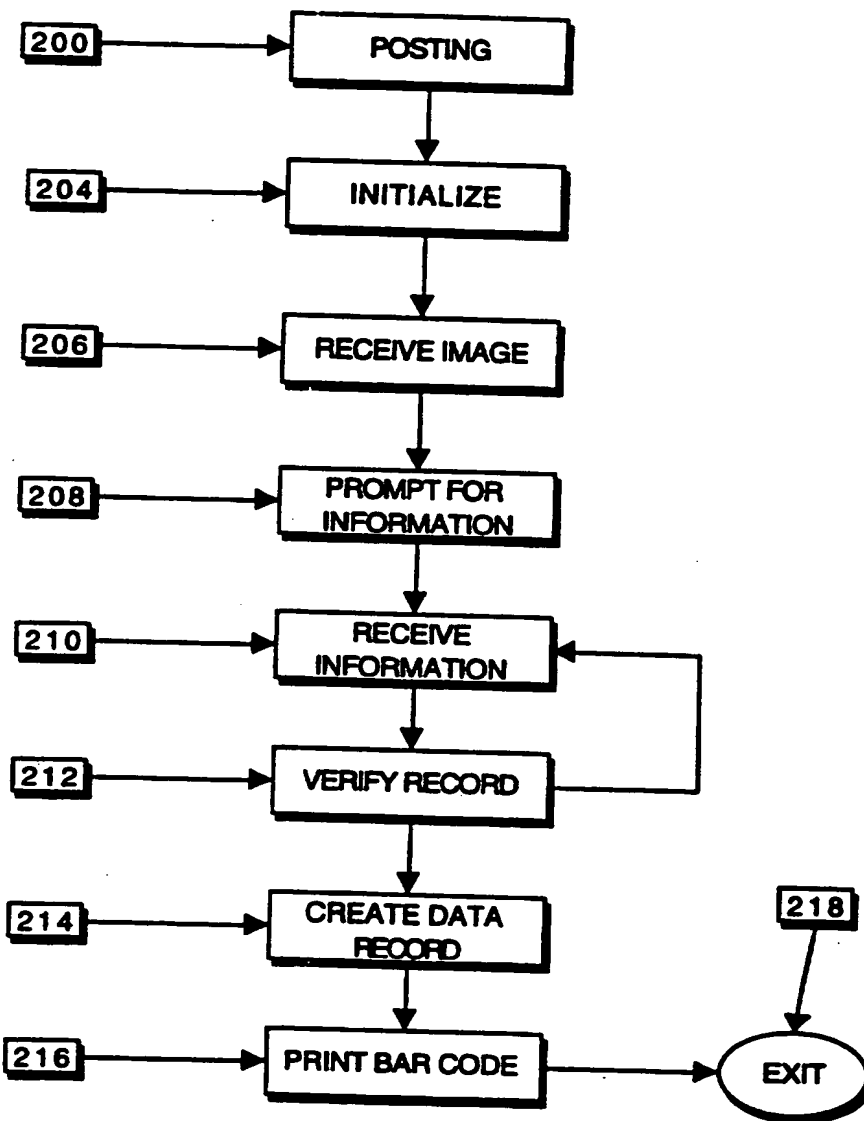 200
POSTING
204
INITIALIZE
206
RECEIVE IMAGE
208
PROMPT FOR
INFORMATION
210
RECEIVE
INFORMATION
212
VERIFY RECORD
214
CREATE DATA
RECORD
218
216
PRINT BAR CODE
EXIT